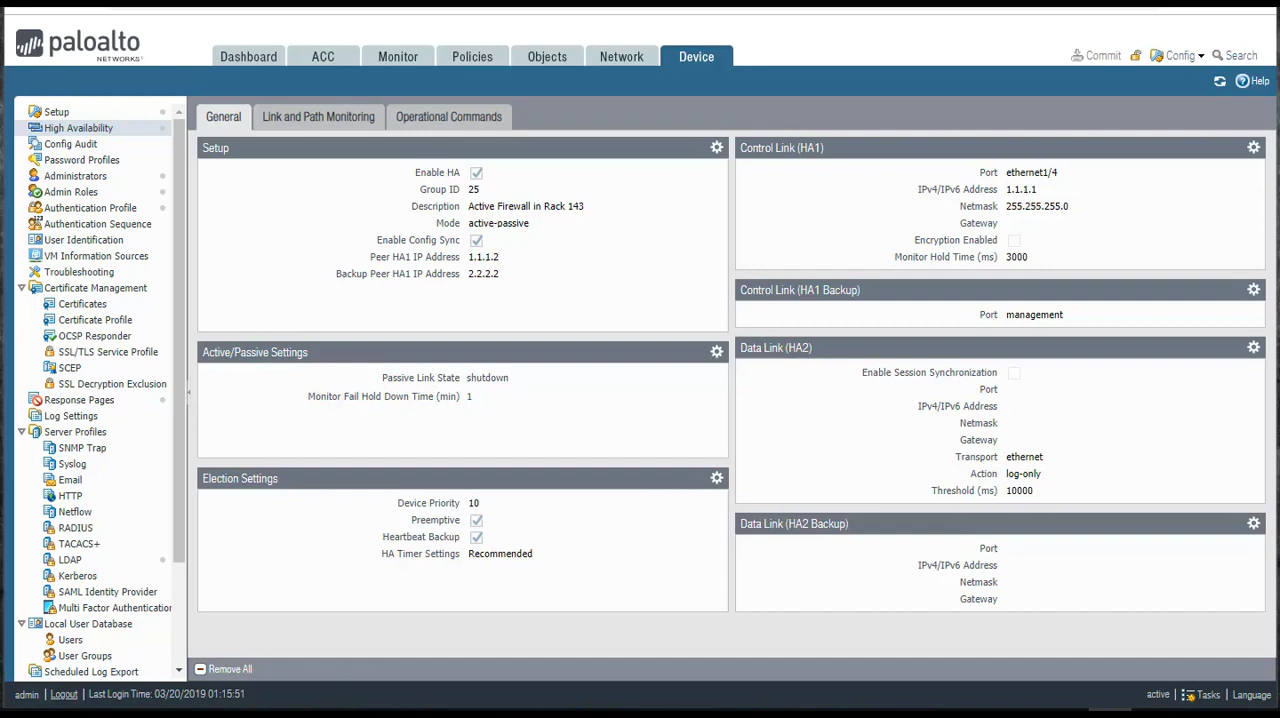 paloalto
NETWORKS
Dashboard
ACC
Monitor
Policies
Objects
Network
Device
Commit
Config
Search
Help
Setup
High Availability
Config Audit
Password Profiles
Administrators
Admin Roles
Authentication Profile
Authentication Sequence
User Identification
VM Information Sources
Troubleshooting
Certificate Management
Certificates
Certificate Profile
OCSP Responder
SSL/TLS Service Profile
SCEP
SSL Decryption Exclusion
Response Pages
Log Settings
Server Profiles
SNMP Trap
Syslog
Email
HTTP
Netflow
RADIUS
TACACS+
LDAP
Kerberos
SAML Identity Provider
Multi Factor Authentication
Local User Database
Users
User Groups
Scheduled Log Export
General
Link and Path Monitoring
Operational Commands
Setup
Enable HA
Group ID 25
Description Active Firewall in Rack 143
Mode active-passive
Enable Config Sync
Peer HA1 IP Address 1.1.1.2
Backup Peer HA1 IP Address 2.2.2.2
Active/Passive Settings
Passive Link State shutdown
Monitor Fail Hold Down Time (min) 1
Election Settings
Device Priority 10
Preemptive
Heartbeat Backup
HA Timer Settings Recommended
Control Link (HA1)
Port ethernet1/4
IPv4/IPv6 Address 1.1.1.1
Netmask 255.255.255.0
Gateway
Encryption Enabled
Monitor Hold Time (ms) 3000
Control Link (HA1 Backup)
Port management
Data Link (HA2)
Enable Session Synchronization
Port
IPv4/IPv6 Address
Netmask
Gateway
Transport ethernet
Action log-only
Threshold (ms) 10000
Data Link (HA2 Backup)
Port
IPv4/IPv6 Address
Netmask
Gateway
Remove All
admin | Logout | Last Login Time: 03/20/2019 01:15:51
active | Tasks | Language